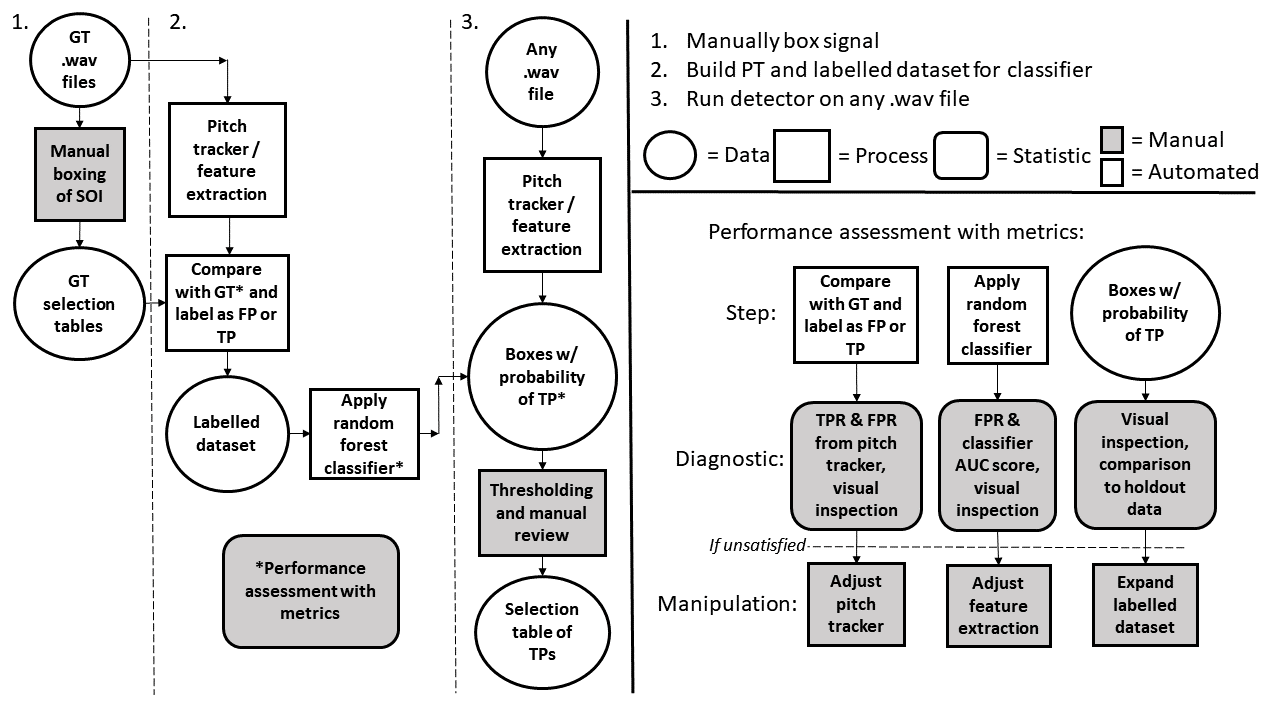 1.
GT
.wav
files
Manual
boxing
of SOI
GT
selection
tables
2.
Pitch
tracker /
feature
extraction
Compare
with GT* and
label as FP or
TP
Labelled
dataset
Apply
random
forest
classifier*
*Performance
assessment with
metrics
3.
Any
.wav
file
Pitch
tracker /
feature
extraction
Boxes w/
probability
of TP*
Thresholding
and manual
review
Selection
table of
TPs
1. Manually box signal
2. Build PT and labelled dataset for classifier
3. Run detector on any .wav file
= Data
= Process
= Statistic
= Manual
= Automated
Performance assessment with metrics:
Step:
Compare
with GT and
label as FP or
TP
Apply
random
forest
classifier
Boxes w/
probability
of TP
Diagnostic:
TPR & FPR
from pitch
tracker,
visual
inspection
FPR &
classifier
AUC score,
visual
inspection
Visual
inspection,
comparison
to holdout
data
If unsatisfied
Manipulation:
Adjust
pitch
tracker
Adjust
feature
extraction
Expand
labelled
dataset